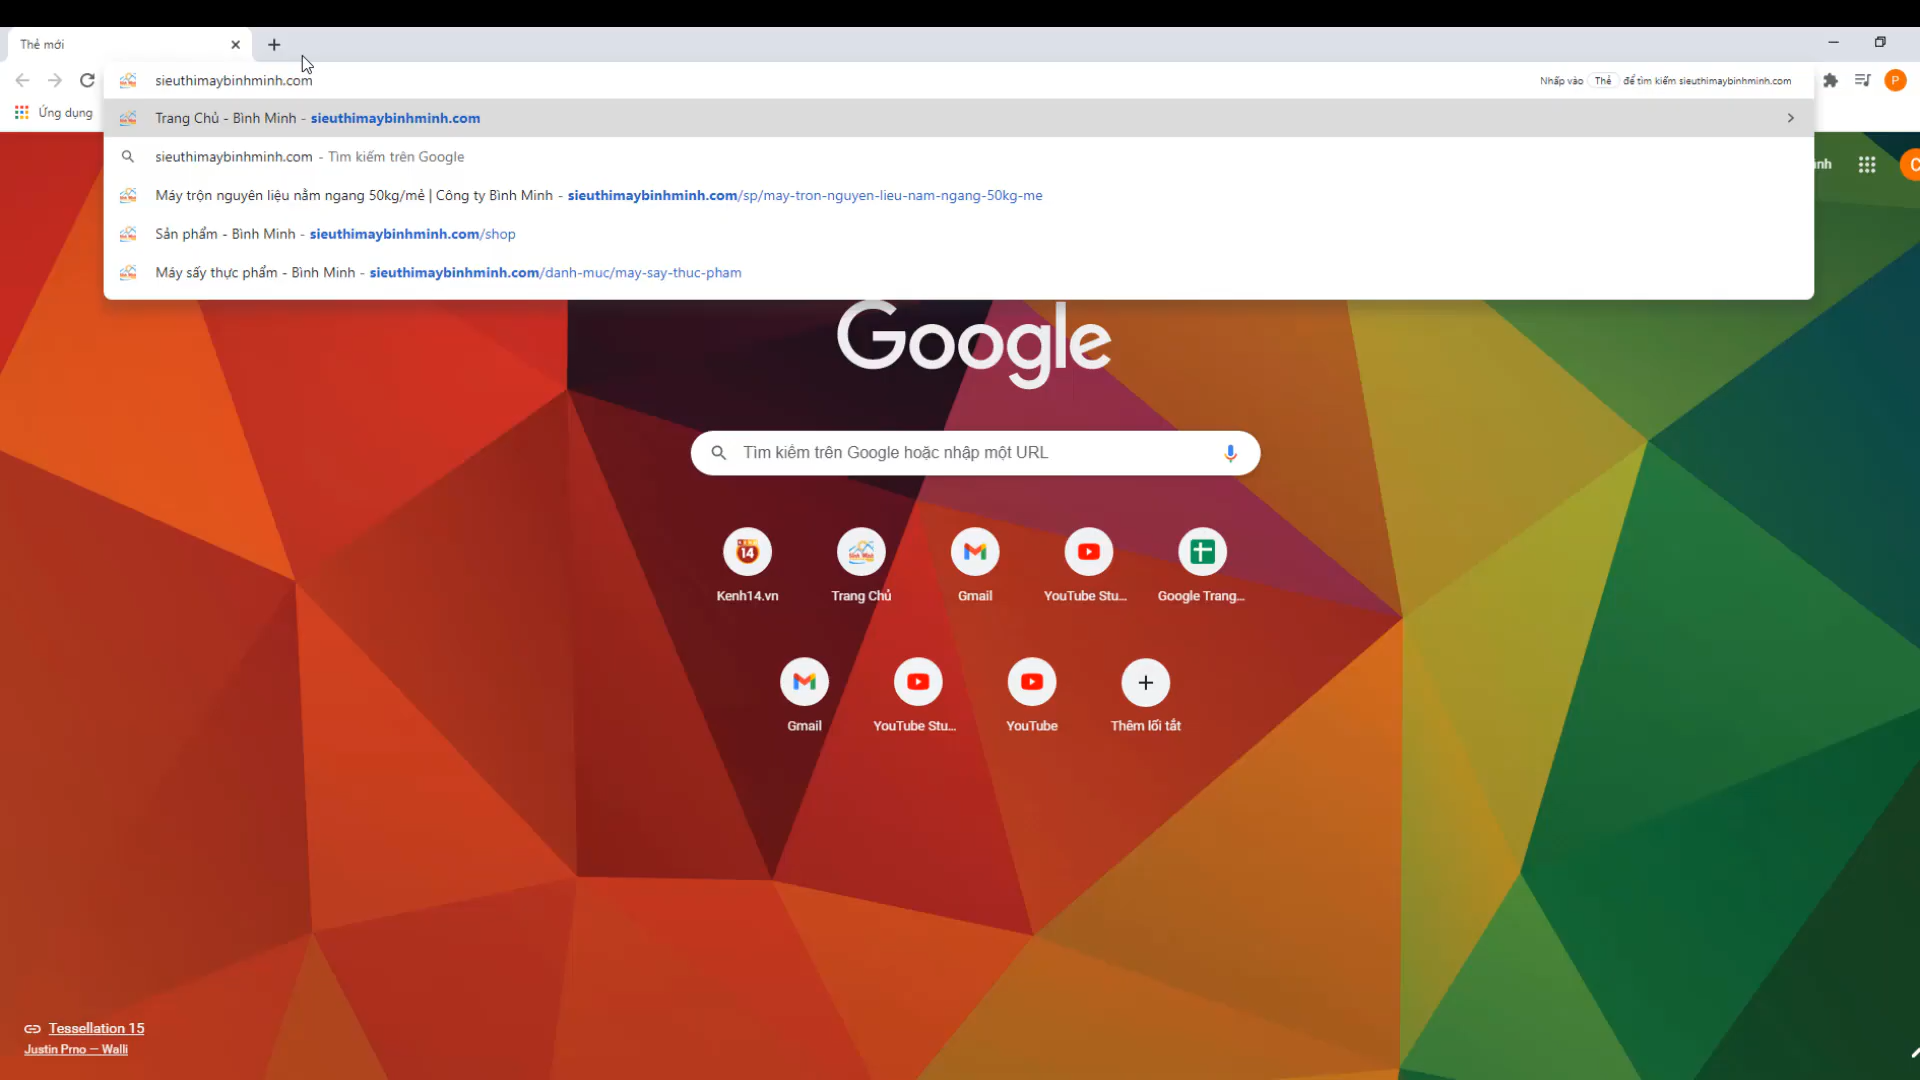 Thẻ mới
sieuthimaybinhminh.com
Nhấp vào Thẻ để tìm kiếm sieuthimaybinhminh.com
P
Ứng dụng
Trang Chủ - Bình Minh - sieuthimaybinhminh.com
sieuthimaybinhminh.com - Tìm kiếm trên Google
Máy trộn nguyên liệu nằm ngang 50kg/mẻ | Công ty Bình Minh - sieuthimaybinhminh.com/sp/may-tron-nguyen-lieu-nam-ngang-50kg-me
Sản phẩm - Bình Minh - sieuthimaybinhminh.com/shop
Máy sấy thực phẩm - Bình Minh - sieuthimaybinhminh.com/danh-muc/may-say-thuc-pham
Google
Tìm kiếm trên Google hoặc nhập một URL
14
Kenh14.vn
Trang Chủ
Gmail
YouTube Stu...
Google Trang...
Gmail
YouTube Stu...
YouTube
Thêm lối tắt
Tessellation 15
Justin Prno — Walli